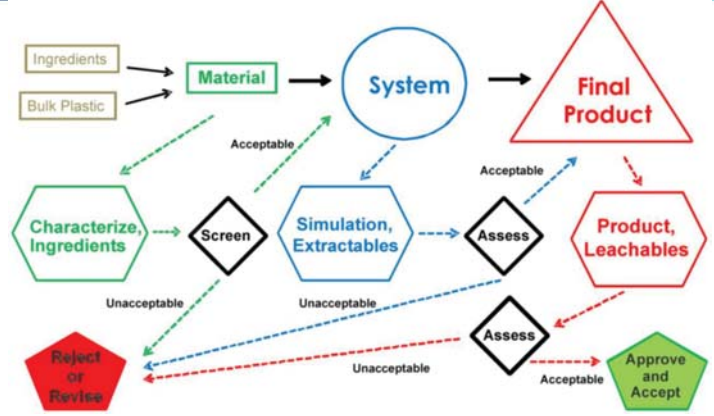 Ingredients
Bulk Plastic
Material
System
Final
Product
Acceptable
Acceptable
Characterize,
Ingredients
Screen
Simulation,
Extractables
Assess
Product,
Leachables
Unacceptable
Unacceptable
Assess
Reject
or
Revise
Unacceptable
Acceptable
Approve
and
Accept